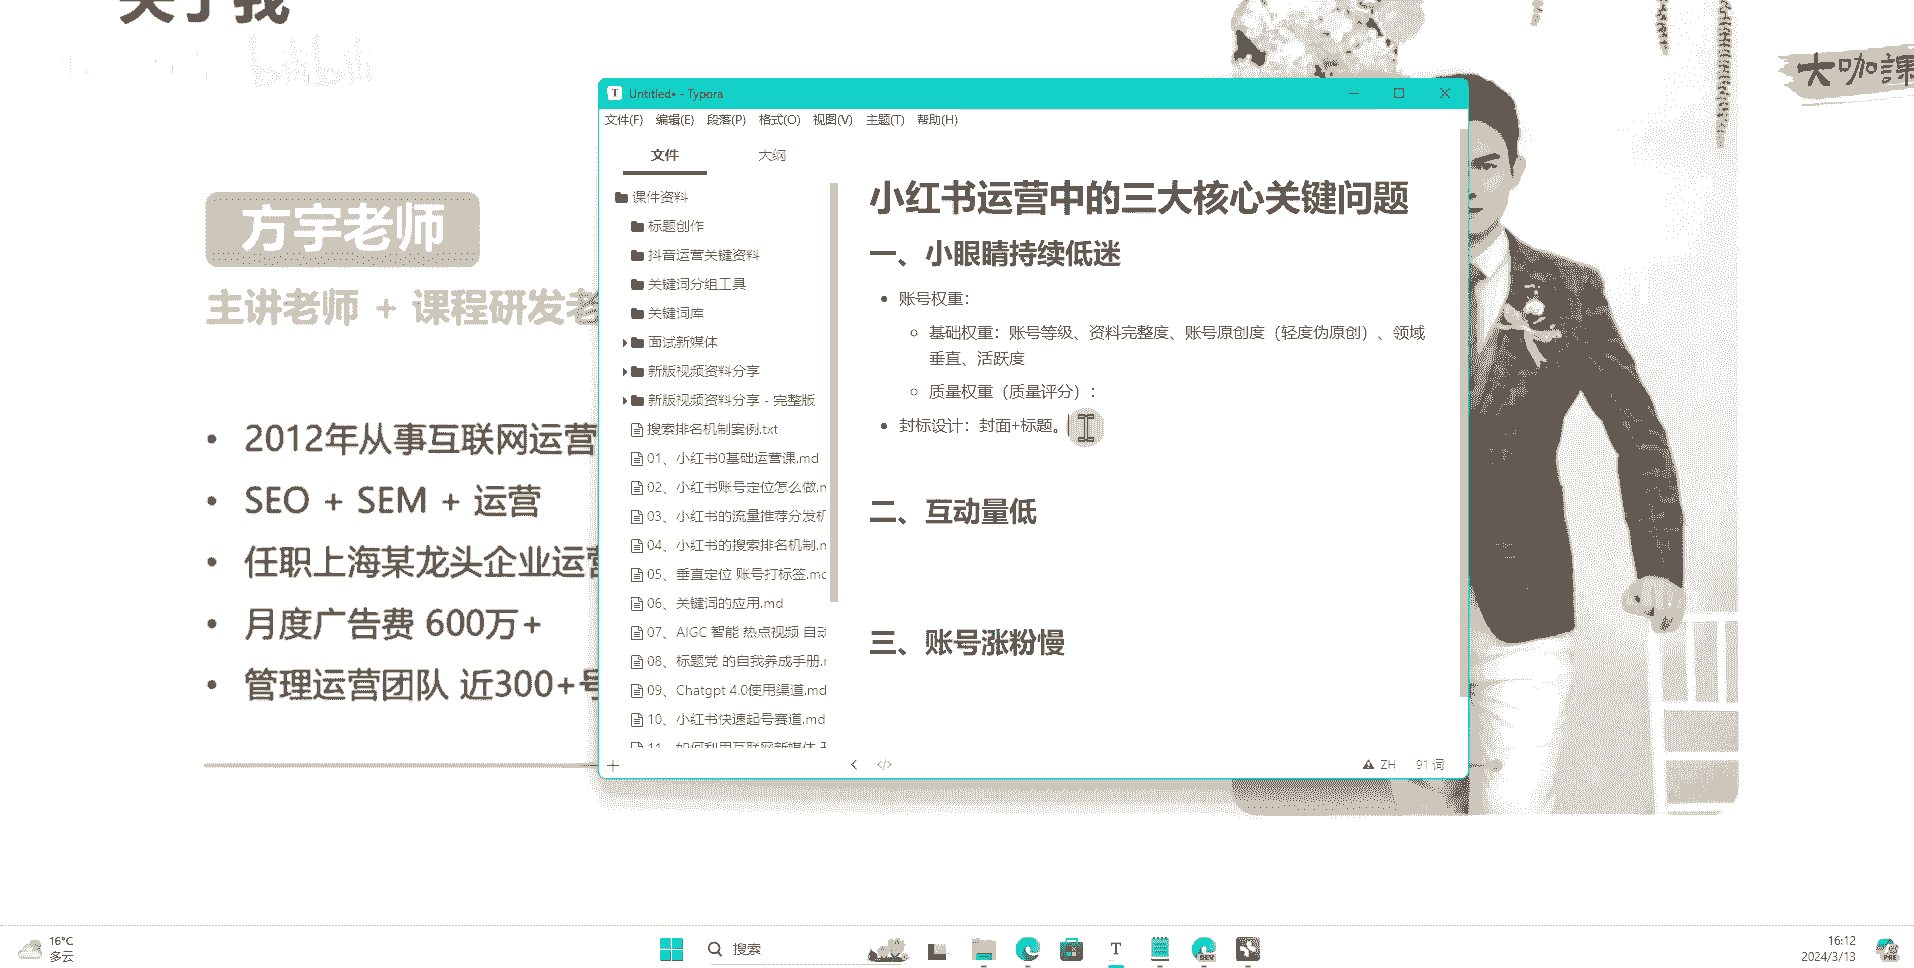 关于我
bilibili
大咖課
方宇老师
主讲老师 + 课程研发老
• 2012年从事互联网运营
• SEO + SEM + 运营
• 任职上海某龙头企业运营
• 月度广告费 600万+
• 管理运营团队 近300+号
Untitled• - Typora
文件(F) 编辑(E) 段落(P) 格式(O) 视图(V) 主题(T) 帮助(H)
文件 大纲
课件资料
标题创作
抖音运营关键资料
关键词分组工具
关键词库
面试新媒体
新版视频资料分享
新版视频资料分享 - 完整版
搜索排名机制案例.txt
01、小红书0基础运营课.md
02、小红书账号定位怎么做.m
03、小红书的流量推荐分发机
04、小红书的搜索排名机制.m
05、垂直定位 账号打标签.md
06、关键词的应用.md
07、AIGC 智能 热点视频 自动
08、标题党 的自我养成手册.m
09、Chatgpt 4.0使用渠道.md
10、小红书快速起号赛道.md
11、如何利用互联网新媒体
小红书运营中的三大核心关键问题
一、小眼睛持续低迷
• 账号权重：
基础权重：账号等级、资料完整度、账号原创度（轻度伪原创）、领域
垂直、活跃度
质量权重（质量评分）：
• 封标设计：封面+标题。
二、互动量低
三、账号涨粉慢
ZH 91 词
16°C
多云
搜索
T
DEV
16:12
2024/3/13
PRE